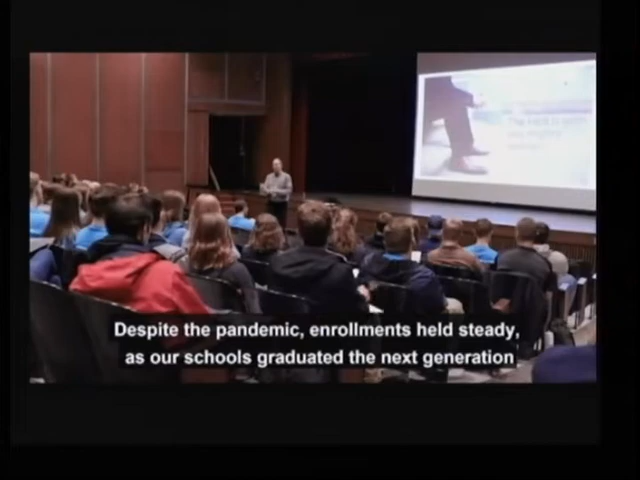 Despite the pandemic, enrollments held steady,
as our schools graduated the next generation